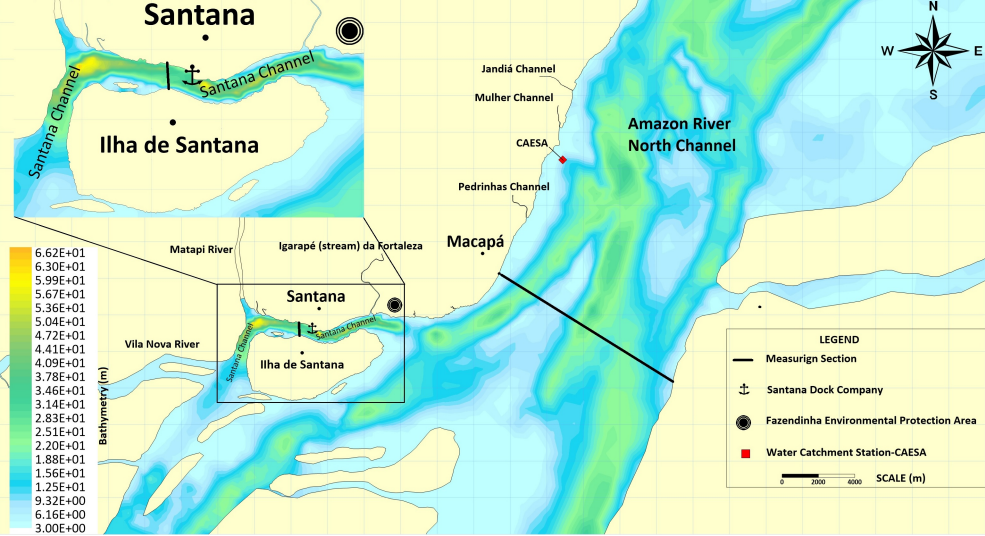 Santana
Santana Channel
Santana Channel
Ilha de Santana
N
W
E
S
Jandiá Channel
Mulher Channel
CAESA
Pedrinhas Channel
Amazon River
North Channel
Macapá
Matapi River
Igarapé (stream) da Fortaleza
Santana
Santana Channel
Santana Channel
Ilha de Santana
Vila Nova River
6.62E+01
6.30E+01
5.99E+01
5.67E+01
5.36E+01
5.04E+01
4.72E+01
4.41E+01
4.09E+01
3.78E+01
3.46E+01
3.14E+01
2.83E+01
2.51E+01
2.20E+01
1.88E+01
1.56E+01
1.25E+01
9.32E+00
6.16E+00
3.00E+00
Bathymetry (m)
LEGEND
Measurign Section
Santana Dock Company
Fazendinha Environmental Protection Area
Water Catchment Station-CAESA
0 2000 4000
SCALE (m)